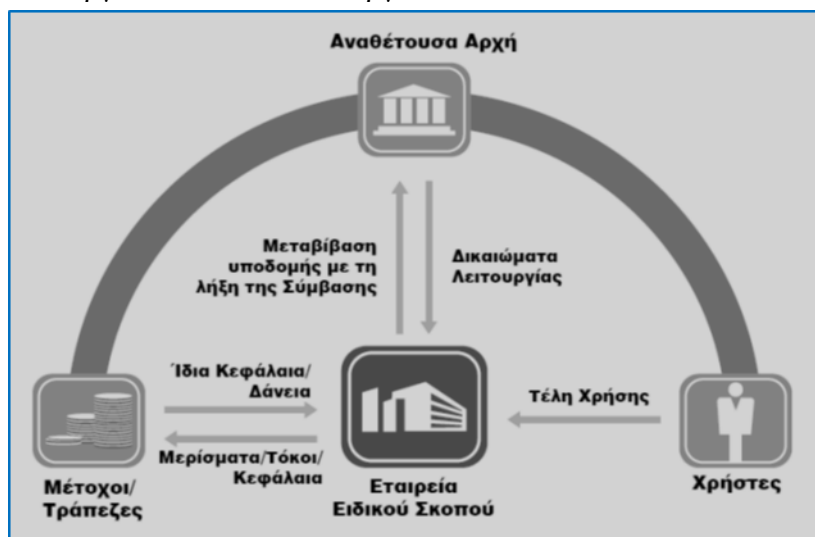 Αναθέτουσα Αρχή
Μεταβίβαση
υποδομής με τη
λήξη της Σύμβασης
Δικαιώματα
Λειτουργίας
Ίδια Κεφάλαια/
Δάνεια
Μερίσματα/Τόκοι/
Κεφάλαια
Τέλη Χρήσης
Μέτοχοι/
Τράπεζες
Εταιρεία
Ειδικού Σκοπού
Χρήστες